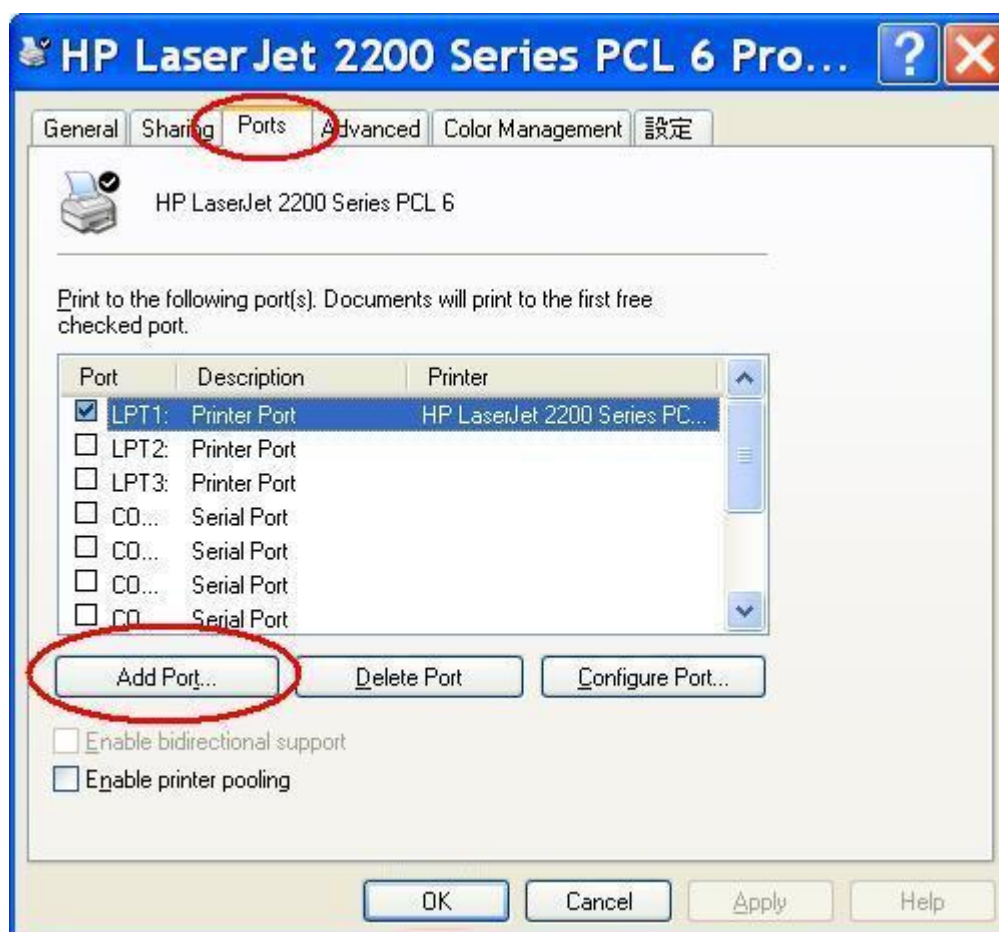 HP LaserJet 2200 Series PCL 6 Pro...
General Sharing Ports Advanced Color Management 設定
HP LaserJet 2200 Series PCL 6
Print to the following port(s). Documents will print to the first free
checked port.
Port Description Printer
LPT1: Printer Port HP LaserJet 2200 Series PC...
LPT2: Printer Port
LPT3: Printer Port
CO... Serial Port
CO... Serial Port
CO... Serial Port
CO... Serial Port
Add Port... Delete Port Configure Port...
Enable bidirectional support
Enable printer pooling
OK Cancel Apply Help